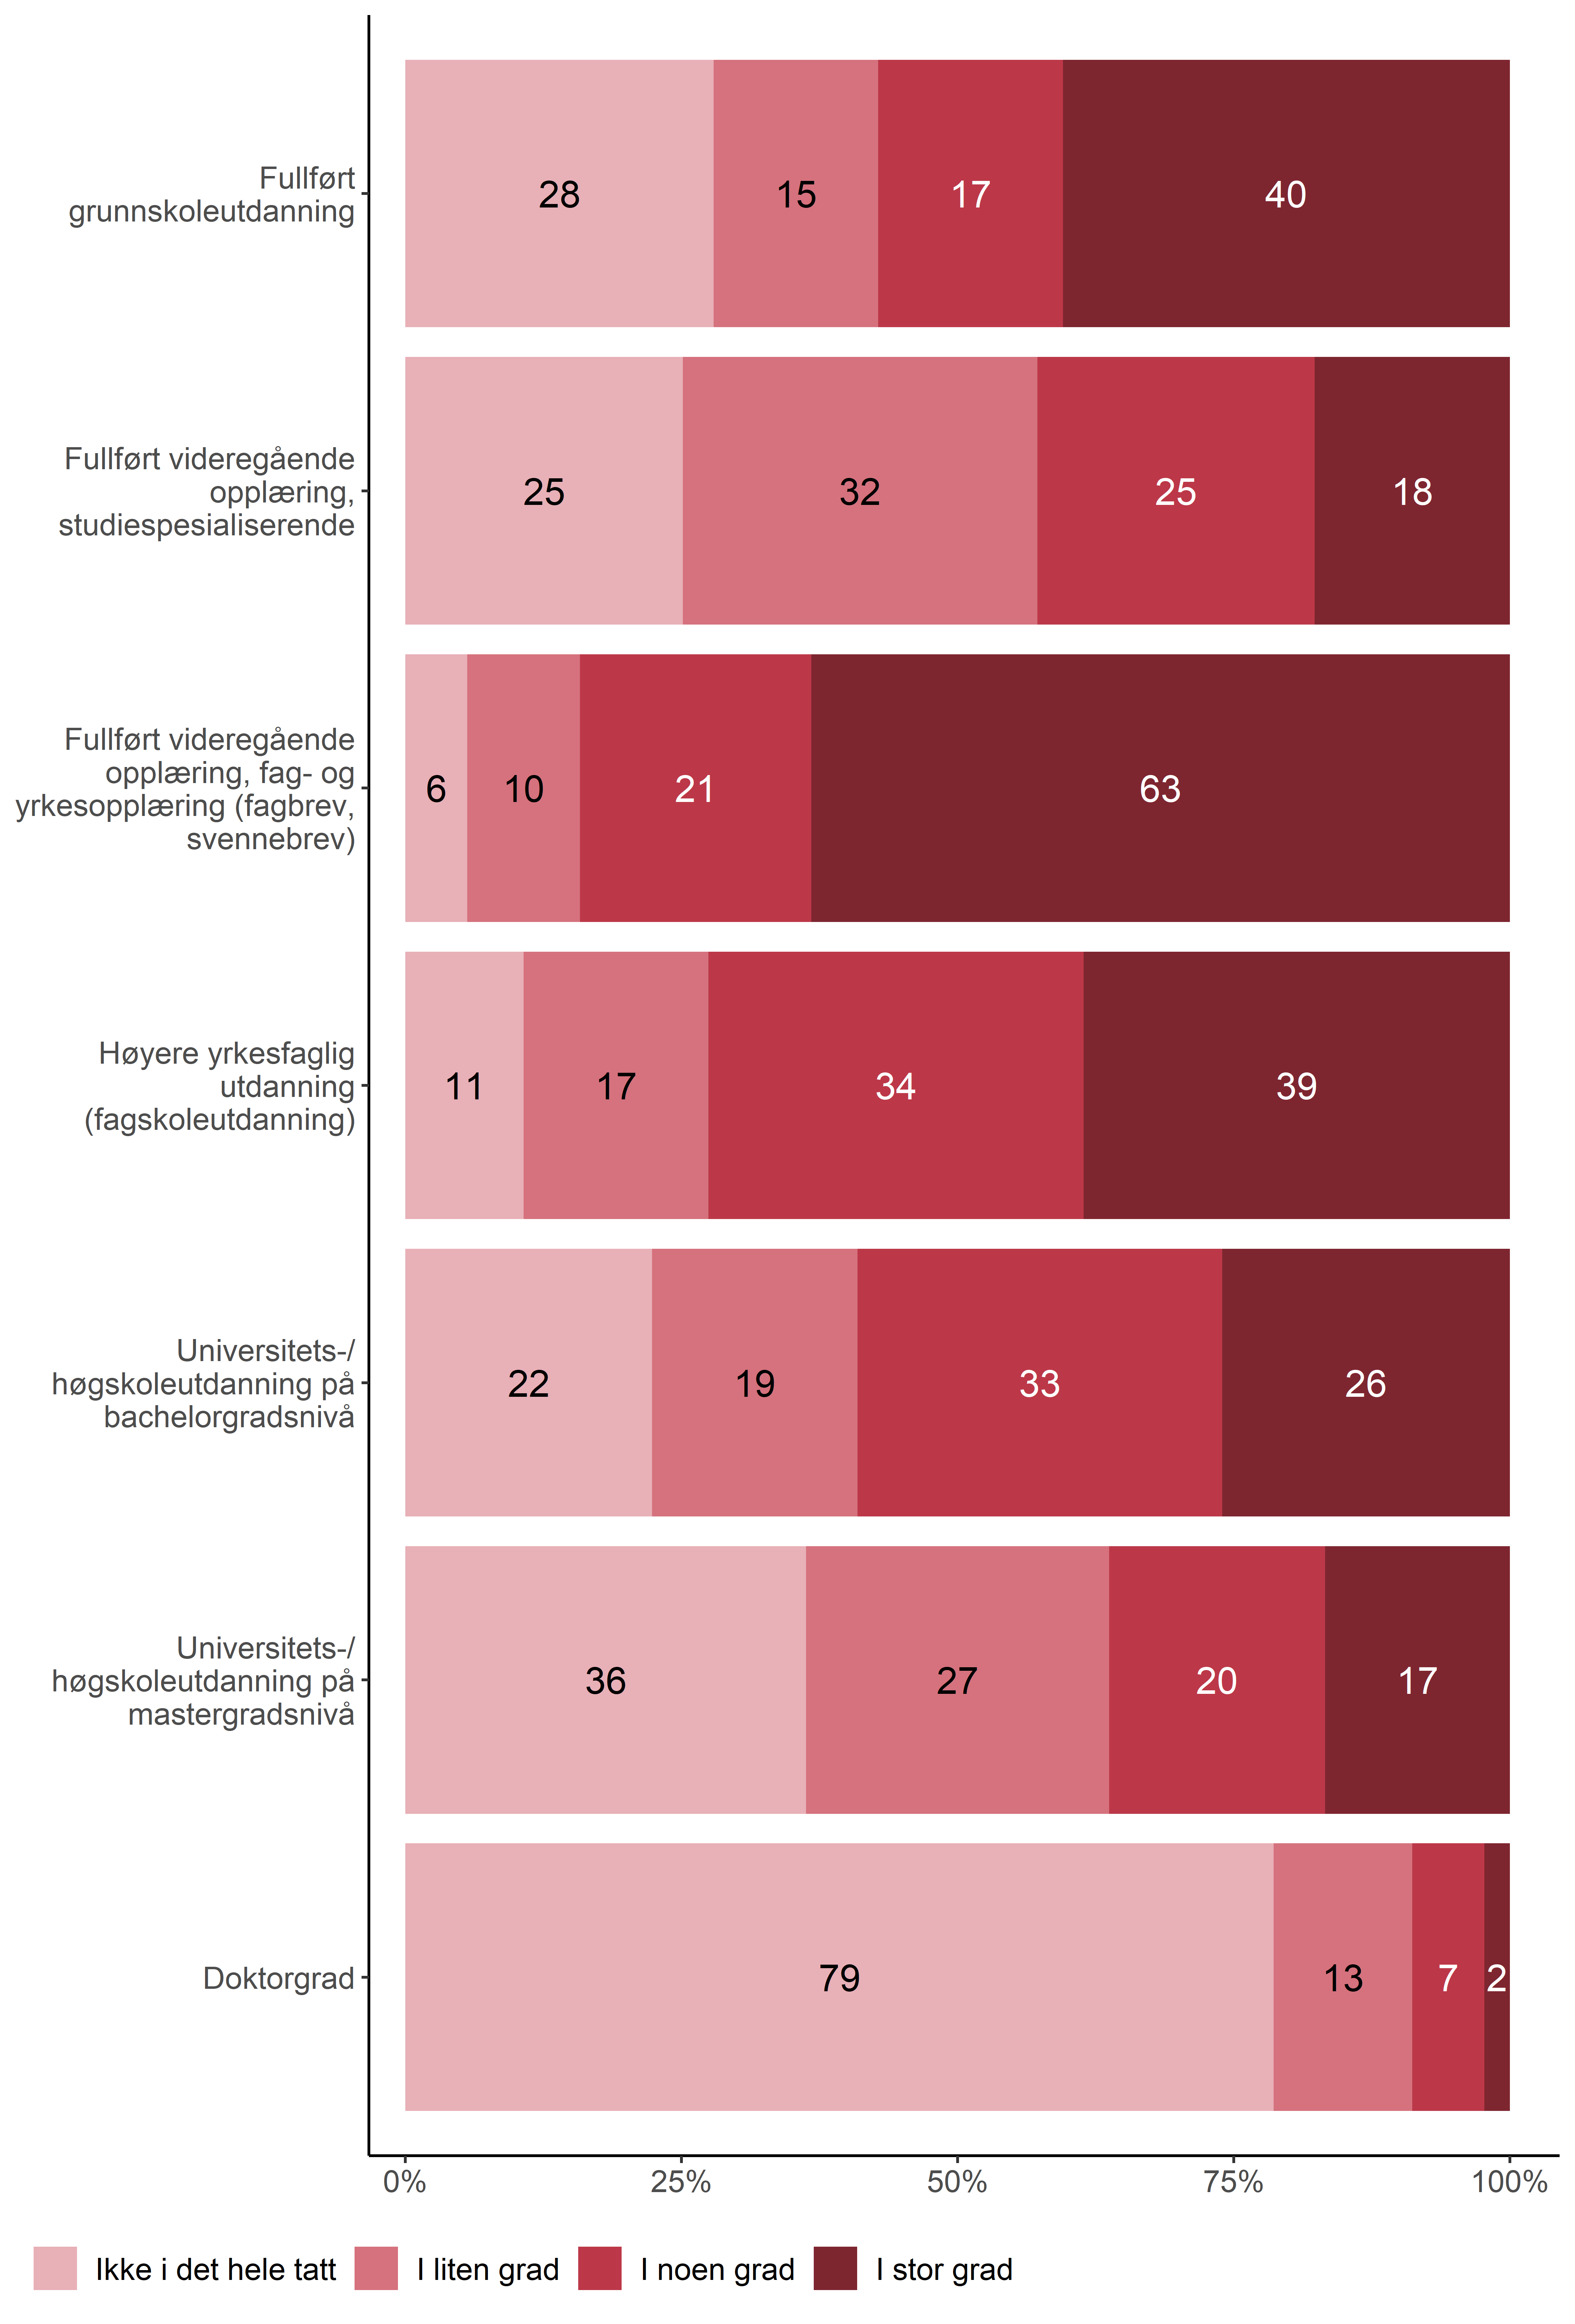 Fullført
grunnskoleutdanning
28 15 17 40
Fullført videregående
opplæring,
studiespesialiserende
25 32 25 18
Fullført videregående
opplæring, fag- og
yrkesopplæring (fagbrev,
svennebrev)
6 10 21 63
Høyere yrkesfaglig
utdanning
(fagskoleutdanning)
11 17 34 39
Universitets-/
høgskoleutdanning på
bachelorgradsnivå
22 19 33 26
Universitets-/
høgskoleutdanning på
mastergradsnivå
36 27 20 17
Doktorgrad
79 13 7 2
0% 25% 50% 75% 100%
Ikke i det hele tatt I liten grad I noen grad I stor grad